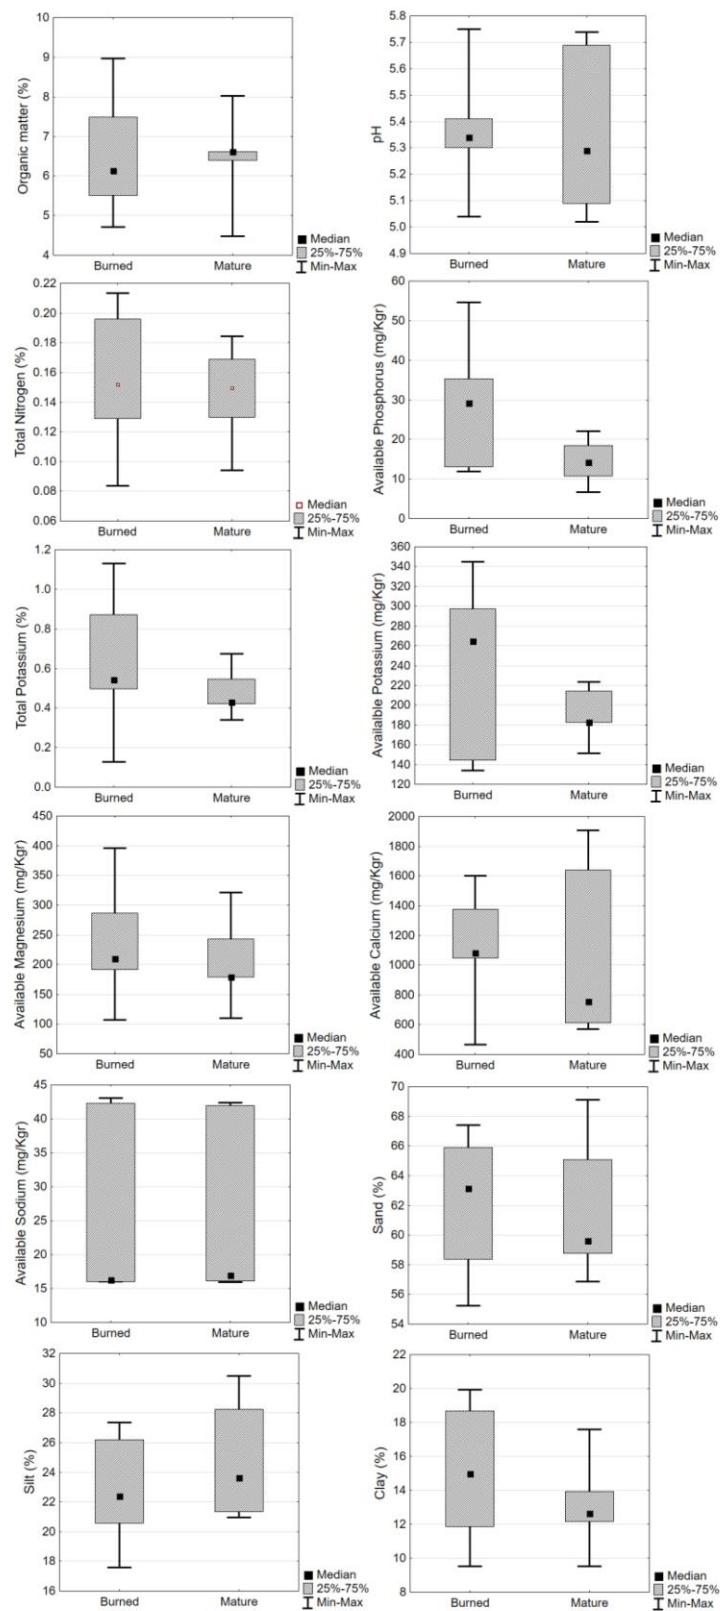 Organic matter (%)
10
9
8
7
6
5
4
Burned Mature
Median
25%-75%
Min-Max
pH
5.8
5.7
5.6
5.5
5.4
5.3
5.2
5.1
5.0
4.9
Burned Mature
Median
25%-75%
Min-Max
Total Nitrogen (%)
0.22
0.20
0.18
0.16
0.14
0.12
0.10
0.08
0.06
Burned Mature
Median
25%-75%
Min-Max
Available Phosphorus (mg/Kgr)
60
50
40
30
20
10
0
Burned Mature
Median
25%-75%
Min-Max
Total Potassium (%)
1.2
1.0
0.8
0.6
0.4
0.2
0.0
Burned Mature
Median
25%-75%
Min-Max
Availalble Potassium (mg/Kgr)
360
340
320
300
280
260
240
220
200
180
160
140
120
Burned Mature
Median
25%-75%
Min-Max
Available Magnesium (mg/Kgr)
450
400
350
300
250
200
150
100
50
Burned Mature
Median
25%-75%
Min-Max
Available Calcium (mg/Kgr)
2000
1800
1600
1400
1200
1000
800
600
400
Burned Mature
Median
25%-75%
Min-Max
Available Sodium (mg/Kgr)
45
40
35
30
25
20
15
10
Burned Mature
Median
25%-75%
Min-Max
Sand (%)
70
68
66
64
62
60
58
56
54
Burned Mature
Median
25%-75%
Min-Max
Silt (%)
32
30
28
26
24
22
20
18
16
Burned Mature
Median
25%-75%
Min-Max
Clay (%)
22
20
18
16
14
12
10
8
Burned Mature
Median
25%-75%
Min-Max